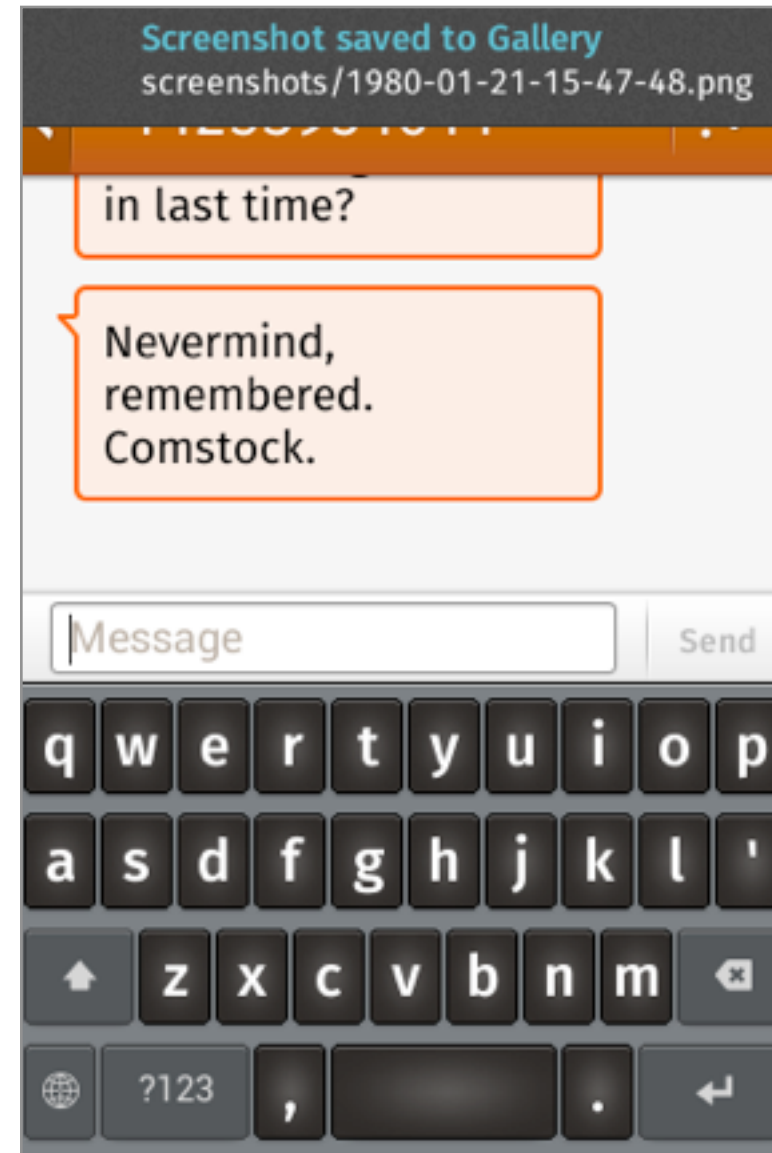 Screenshot saved to Gallery
screenshots/1980-01-21-15-47-48.png
in last time?
Nevermind,
remembered.
Comstock.
Message
Send
q w e r t y u i o p
a s d f g h j k l '
z x c v b n m
?123 , .